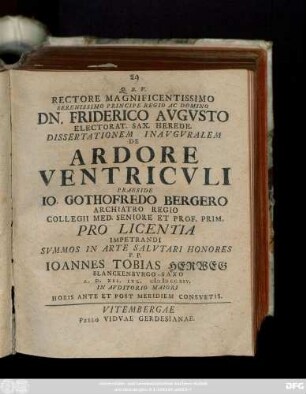 Q. B. V.
RECTORE MAGNIFICENTISSIMO
SERENISSIMO PRINCIPE REGIO AC DOMINO
DN. FRIDERICO AVGVSTO
ELECTORAT. SAX. HEREDE.
DISSERTATIONEM INAVGVRALEM
DE
ARDORE
VENTRICVLI
PRAESIDE
IO. GOTHOFREDO BERGERO
ARCHIATRO REGIO
COLLEGII MED. SENIORE ET PROF. PRIM.
PRO LICENTIA
IMPETRANDI
SVMMOS IN ARTE SALVTARI HONORES
P. P.
IOANNES TOBIAS HERWEG
BLANCKENBVRGO-SAXO
IN AVDITORIO MAIORI
HORIS ANTE ET POST MERIDIEM CONSVETIS.
VITEMBERGAE
PRELO VIDVAE GERDESIANAE.